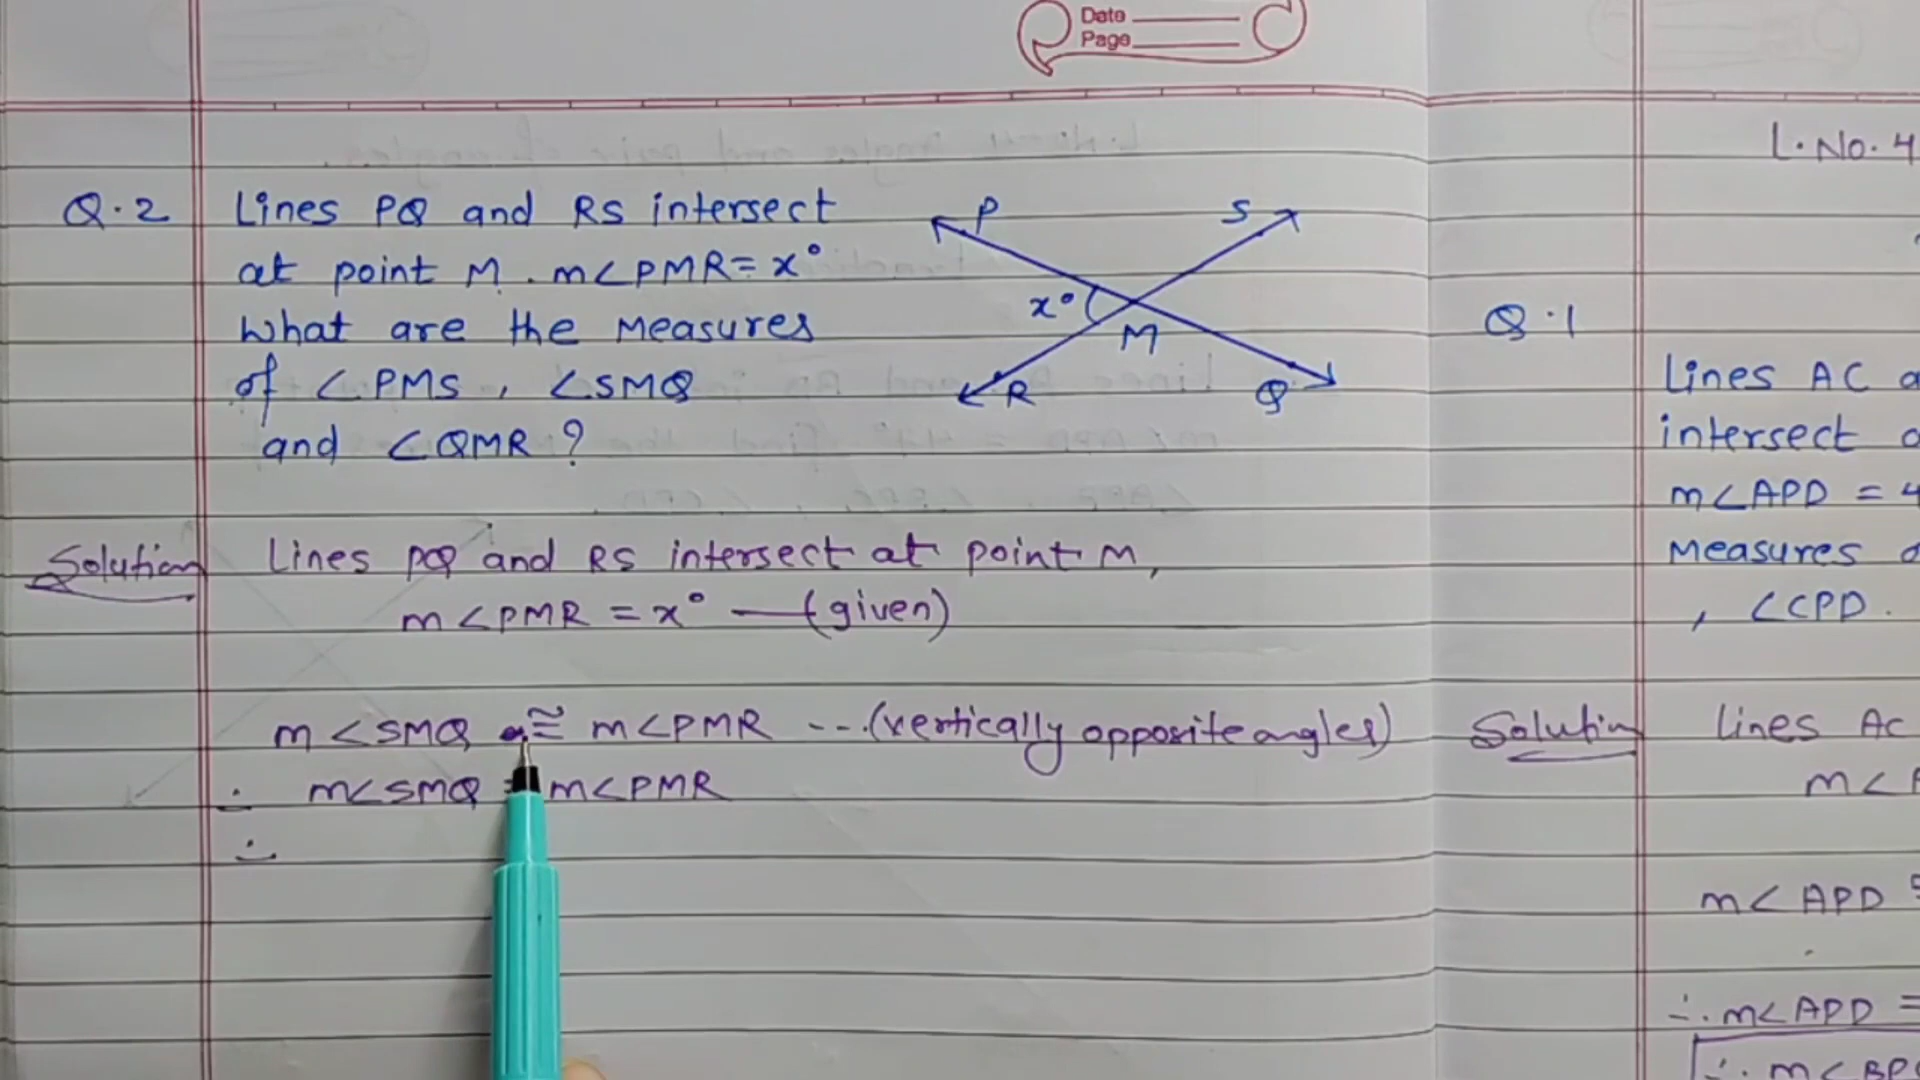 Date
Page
Q.2 Lines PQ and RS intersect
at point M. m∠PMR = x°
what are the measures
of ∠PMS, ∠SMQ
and ∠QMR?
P
S
x°
M
R
Q
Solution Lines PQ and RS intersect at point M,
m∠PMR = x° — (given)
m∠SMQ ≅ m∠PMR --- (vertically opposite angles)
∴ m∠SMQ = m∠PMR
∴
L.No. 4
Q.1
Lines AC
intersect
m∠APD = 4
Measures
, ∠CPD.
Solution Lines AC
m∠
m∠APD
∴ m∠APD =
∴ m∠BPC